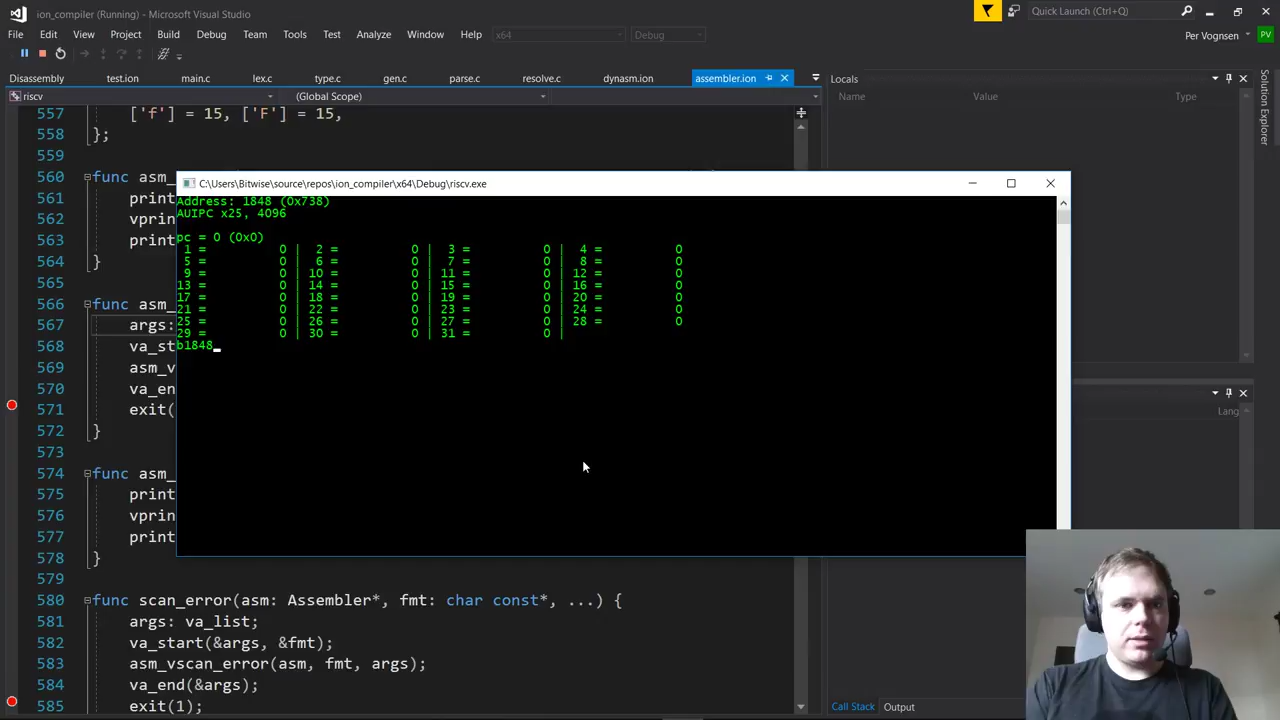 ion_compiler (Running) - Microsoft Visual Studio
Quick Launch (Ctrl+Q)
File Edit View Project Build Debug Team Tools Test Analyze Window Help x64 Debug
Per Vognsen PV
Disassembly test.ion main.c lex.c type.c gen.c parse.c resolve.c dynasm.ion assembler.ion
riscv (Global Scope)
Locals
Name Value Type
Solution Explorer
557 ['f'] = 15, ['F'] = 15,
558 };
559
560 func asm_
561 print
562 vprin
563 print
564 }
565
566 func asm_
567 args:
568 va_st
569 asm_v
570 va_en
571 exit(
572 }
573
574 func asm_
575 print
576 vprin
577 print
578 }
579
580 func scan_error(asm: Assembler*, fmt: char const*, ...) {
581 args: va_list;
582 va_start(&args, &fmt);
583 asm_vscan_error(asm, fmt, args);
584 va_end(&args);
585 exit(1);
C:\Users\Bitwise\source\repos\ion_compiler\x64\Debug\riscv.exe
Address: 1848 (0x738)
AUIPC x25, 4096
pc = 0 (0x0)
1 = 0 | 2 = 0 | 3 = 0 | 4 = 0
5 = 0 | 6 = 0 | 7 = 0 | 8 = 0
9 = 0 | 10 = 0 | 11 = 0 | 12 = 0
13 = 0 | 14 = 0 | 15 = 0 | 16 = 0
17 = 0 | 18 = 0 | 19 = 0 | 20 = 0
21 = 0 | 22 = 0 | 23 = 0 | 24 = 0
25 = 0 | 26 = 0 | 27 = 0 | 28 = 0
29 = 0 | 30 = 0 | 31 = 0 |
b1848_
Lang
Call Stack Output